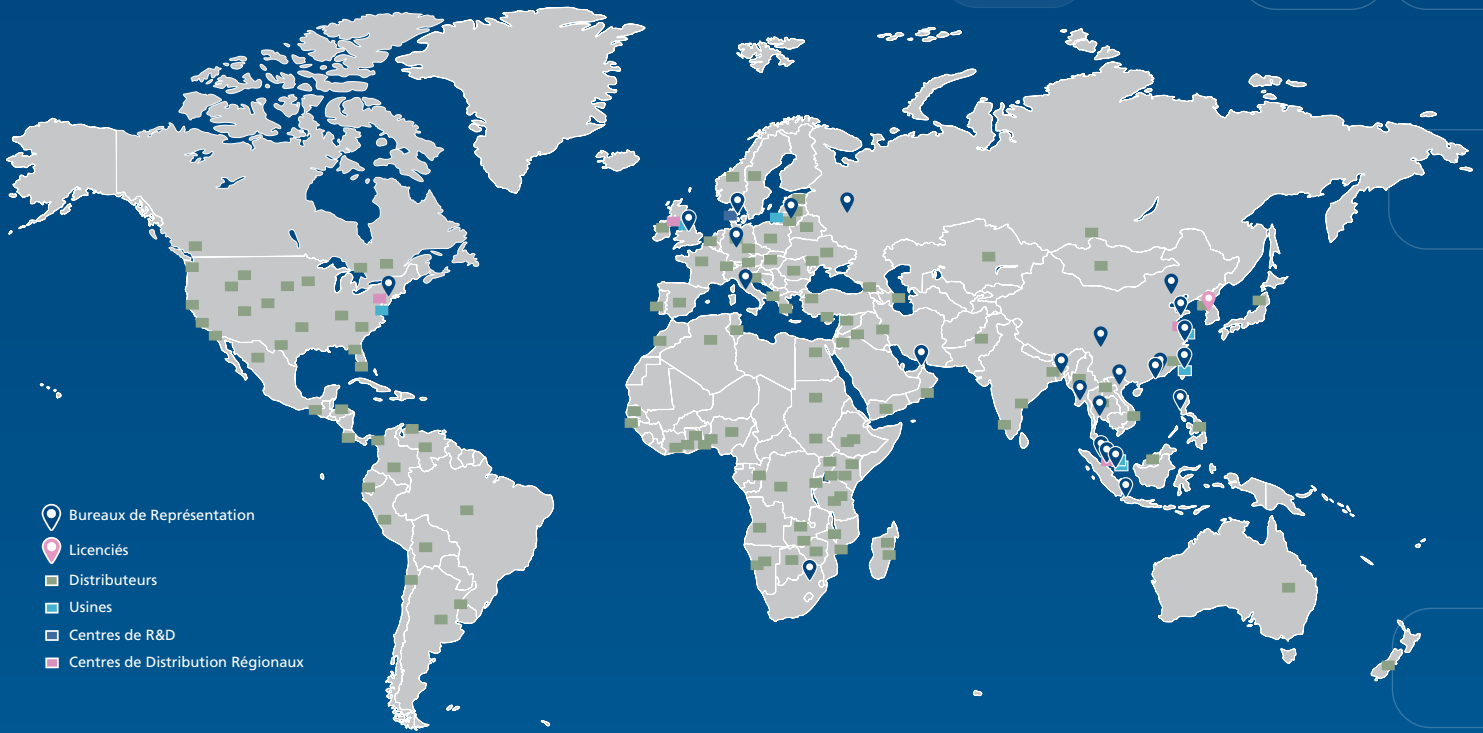 Bureaux de Représentation
Licenciés
Distributeurs
Usines
Centres de R&D
Centres de Distribution Régionaux